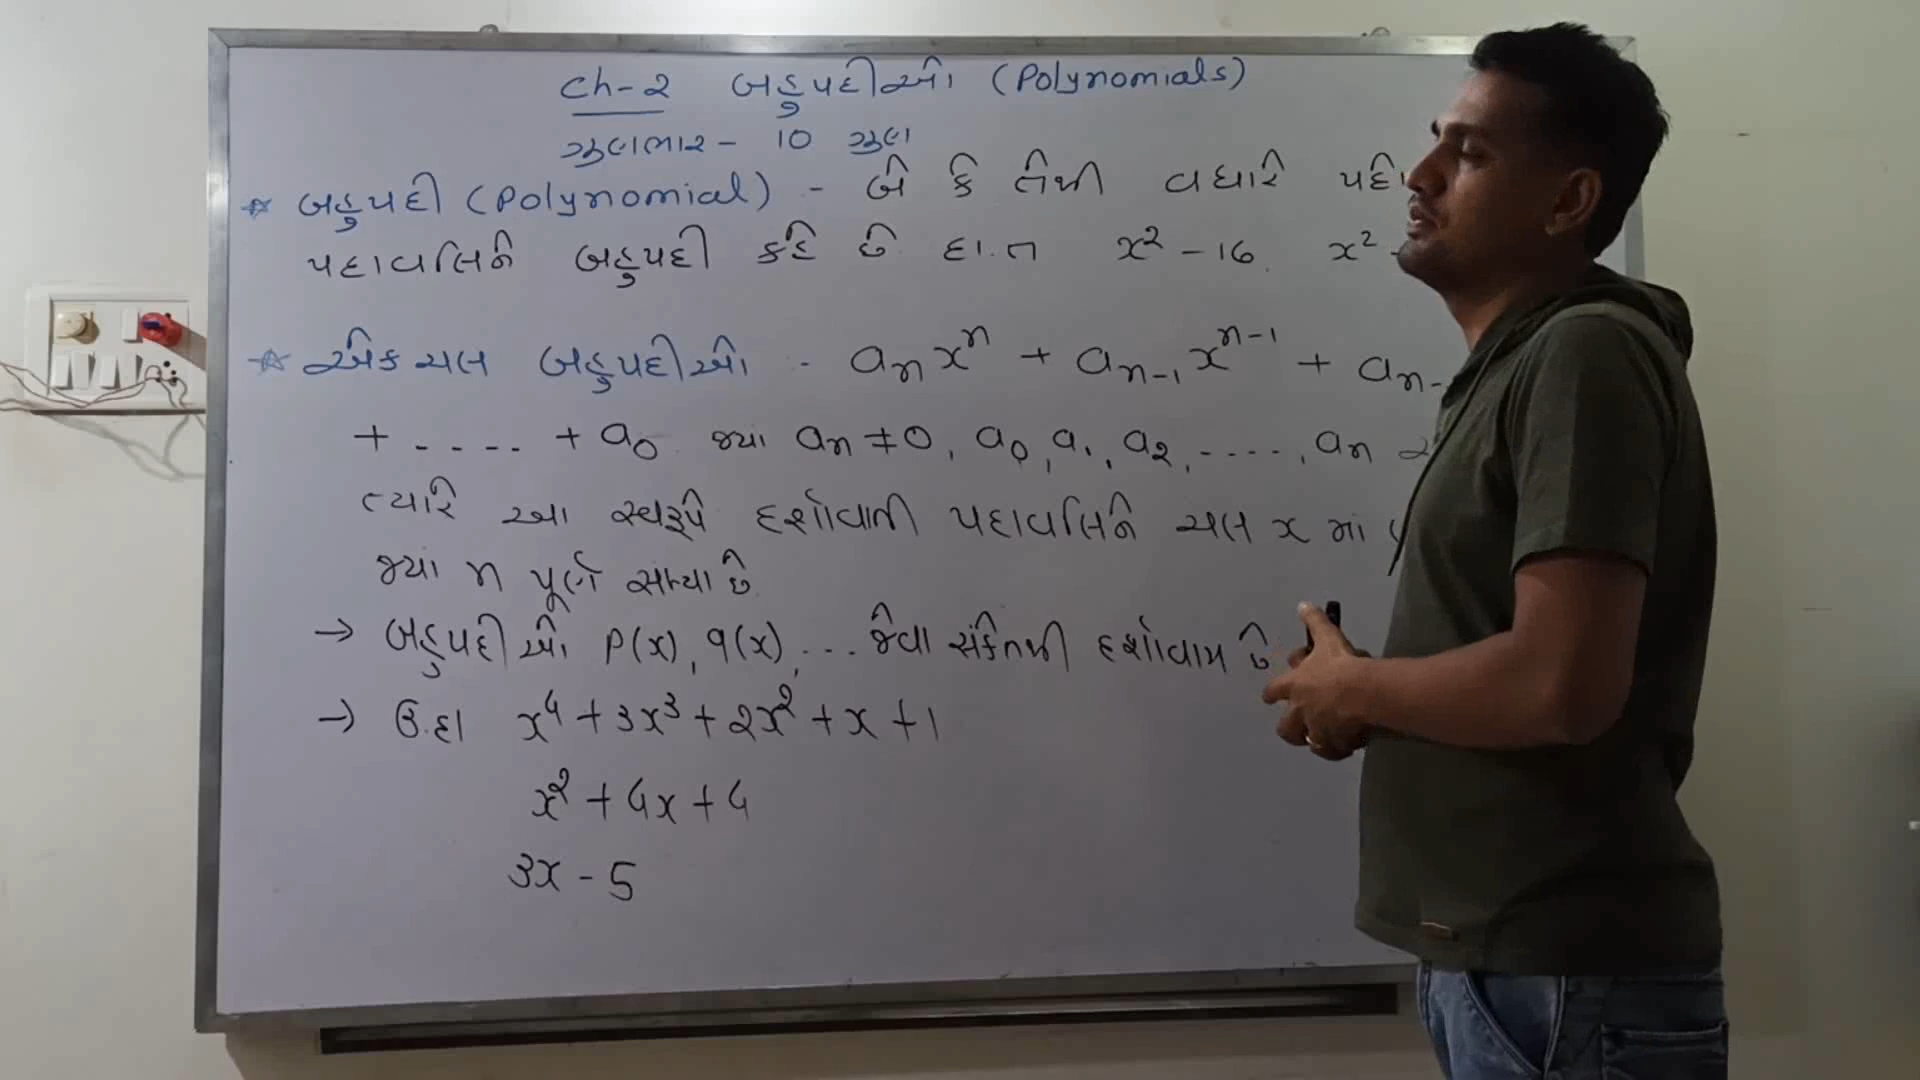 Ch-2 બહુપદીઓ (Polynomials)
ગુણભાર - 10 ગુણ
☆ બહુપદી (Polynomial) - બે કે તેથી વધારે
પદાવલિને બહુપદી કહે છે. દા.ત x² - 16. x²
☆ એક ચલ બહુપદીઓ - aₙxⁿ + aₙ₋₁xⁿ⁻¹ +
+ ..... + a₀ જ્યા aₙ ≠ 0, a₀, a₁, a₂, ....., aₙ
ત્યારે આ સ્વરૂપે દર્શાવાતી પદાવલિને ચલ x માં
જ્યા n પૂર્ણ સંખ્યા છે.
→ બહુપદીઓ P(x), q(x), ... જેવા સંકેતથી દર્શાવાય છે
→ ઉ.દા x⁴ + 3x³ + 2x² + x + 1
x² + 4x + 4
3x - 5